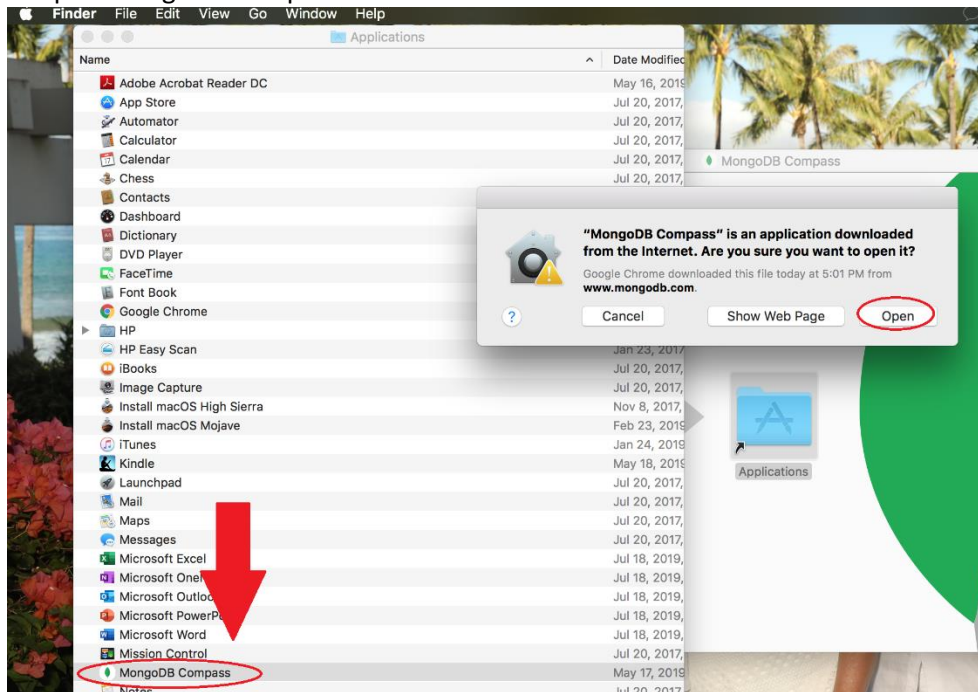 Finder File Edit View Go Window Help
Applications
Name Date Modified
Adobe Acrobat Reader DC May 16, 2019
App Store Jul 20, 2017,
Automator Jul 20, 2017,
Calculator Jul 20, 2017,
Calendar Jul 20, 2017,
Chess Jul 20, 2017,
Contacts
Dashboard
Dictionary
DVD Player
FaceTime
Font Book
Google Chrome
HP
HP Easy Scan Jan 23, 2017
iBooks Jul 20, 2017,
Image Capture Jul 20, 2017,
Install macOS High Sierra Nov 8, 2017,
Install macOS Mojave Feb 23, 2019
iTunes Jan 24, 2019
Kindle May 18, 2019
Launchpad Jul 20, 2017,
Mail Jul 20, 2017,
Maps Jul 20, 2017,
Messages Jul 20, 2017,
Microsoft Excel Jul 18, 2019,
Microsoft One Jul 18, 2019,
Microsoft Outloo Jul 18, 2019,
Microsoft PowerP Jul 18, 2019,
Microsoft Word Jul 18, 2019,
Mission Control Jul 20, 2017,
MongoDB Compass May 17, 2019
Notes Jul 20, 2017
MongoDB Compass
"MongoDB Compass" is an application downloaded
from the Internet. Are you sure you want to open it?
Google Chrome downloaded this file today at 5:01 PM from
www.mongodb.com.
? Cancel Show Web Page Open
Applications